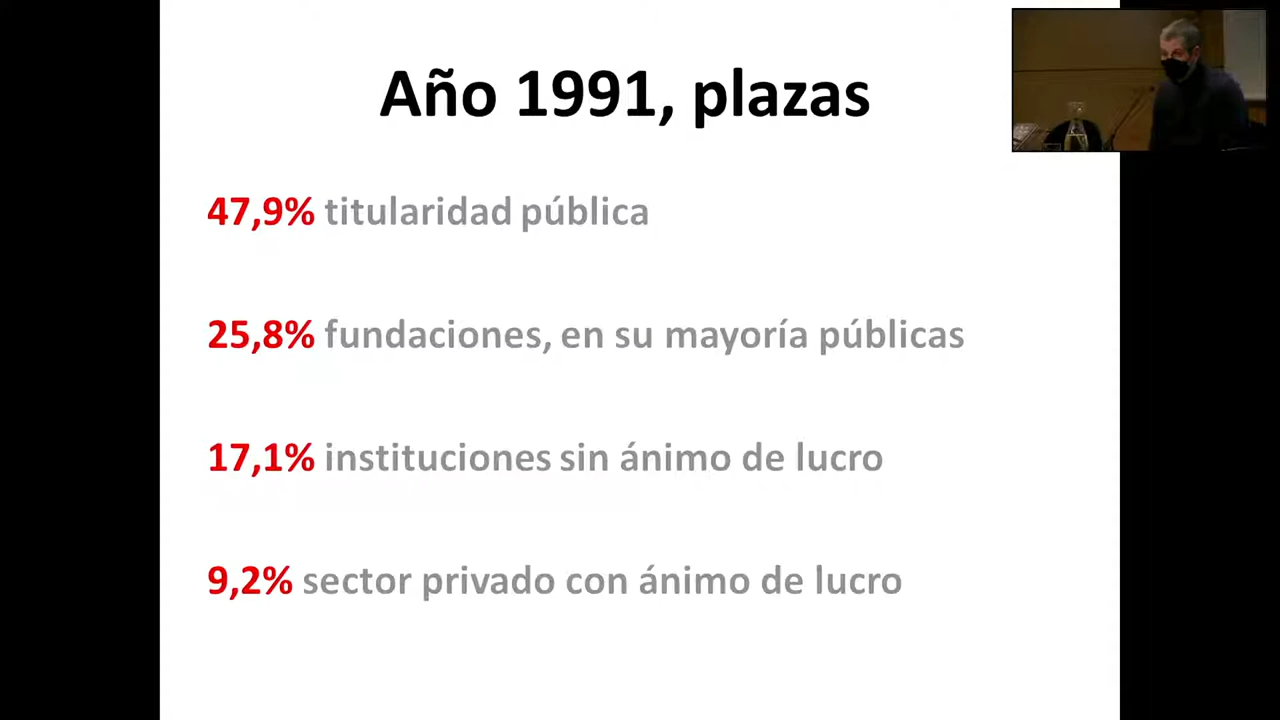 Año 1991, plazas
47,9% titularidad pública
25,8% fundaciones, en su mayoría públicas
17,1% instituciones sin ánimo de lucro
9,2% sector privado con ánimo de lucro